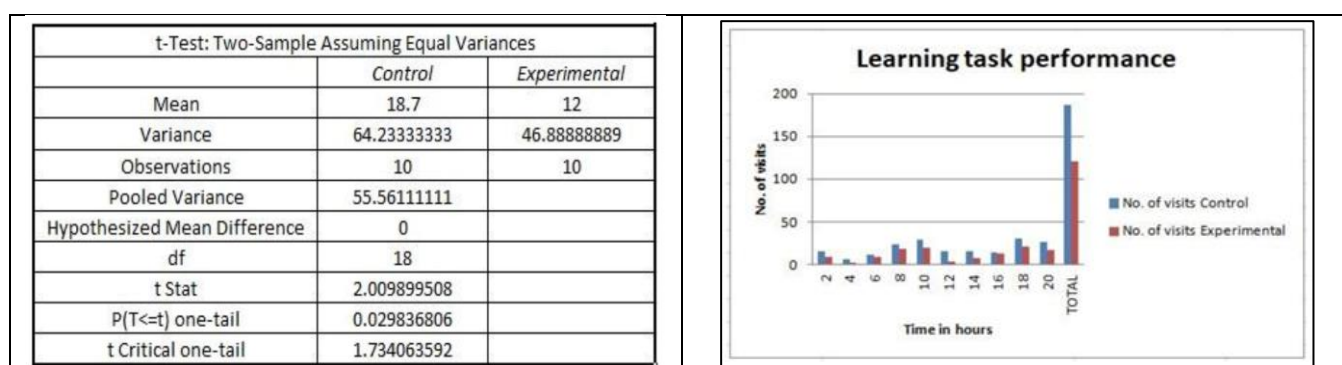 t-Test: Two-Sample Assuming Equal Variances
Control Experimental
Mean 18.7 12
Variance 64.23333333 46.88888889
Observations 10 10
Pooled Variance 55.56111111
Hypothesized Mean Difference 0
df 18
t Stat 2.009899508
P(T<=t) one-tail 0.029836806
t Critical one-tail 1.734063592
Learning task performance
200
150
100
50
0
No. of visits
2 4 6 8 10 12 14 16 18 20 TOTAL
Time in hours
No. of visits Control
No. of visits Experimental